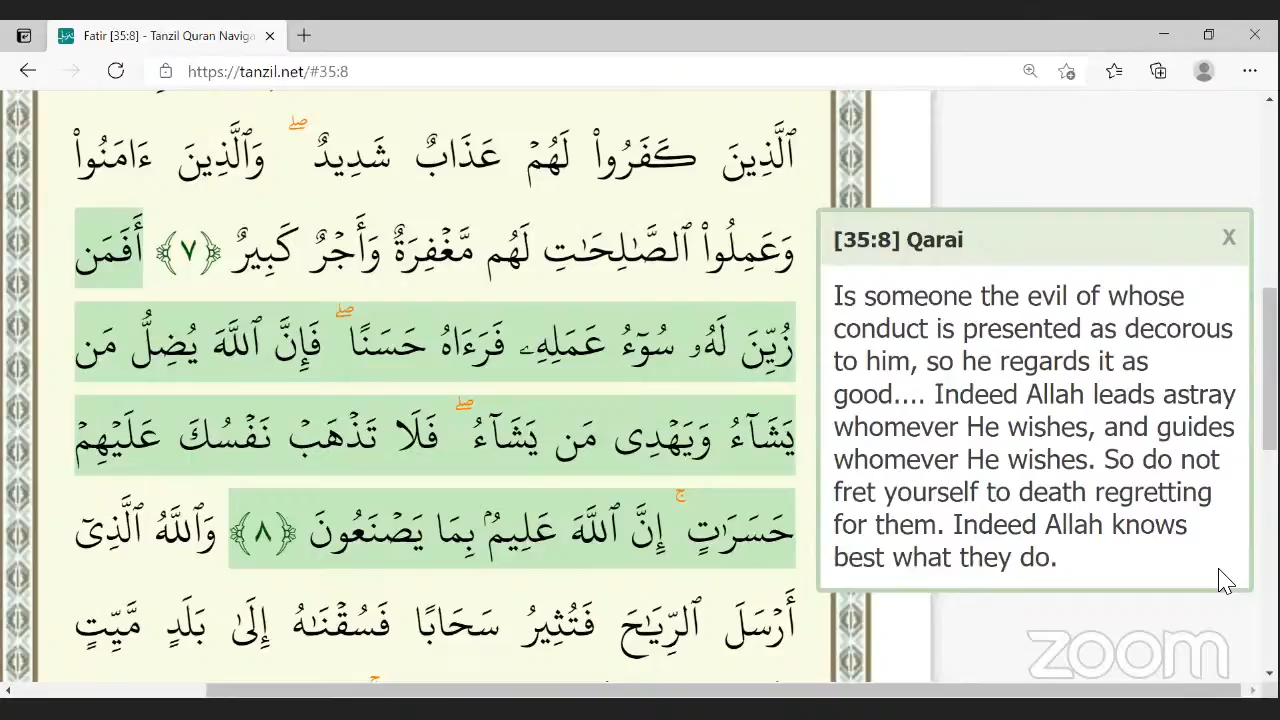 Fatir [35:8] - Tanzil Quran Naviga
https://tanzil.net/#35:8
ٱلَّذِينَ كَفَرُوا۟ لَهُمْ عَذَابٌ شَدِيدٌ ۖ وَٱلَّذِينَ ءَامَنُوا۟
وَعَمِلُوا۟ ٱلصَّـٰلِحَـٰتِ لَهُم مَّغْفِرَةٌ وَأَجْرٌ كَبِيرٌ ﴿٧﴾ أَفَمَن
زُيِّنَ لَهُۥ سُوٓءُ عَمَلِهِۦ فَرَءَاهُ حَسَنًا ۖ فَإِنَّ ٱللَّهَ يُضِلُّ مَن
يَشَآءُ وَيَهْدِى مَن يَشَآءُ ۖ فَلَا تَذْهَبْ نَفْسُكَ عَلَيْهِمْ
حَسَرَٰتٍ ۚ إِنَّ ٱللَّهَ عَلِيمٌۢ بِمَا يَصْنَعُونَ ﴿٨﴾ وَٱللَّهُ ٱلَّذِىٓ
أَرْسَلَ ٱلرِّيَـٰحَ فَتُثِيرُ سَحَابًا فَسُقْنَـٰهُ إِلَىٰ بَلَدٍ مَّيِّتٍ
[35:8] Qarai
X
Is someone the evil of whose
conduct is presented as decorous
to him, so he regards it as
good.... Indeed Allah leads astray
whomever He wishes, and guides
whomever He wishes. So do not
fret yourself to death regretting
for them. Indeed Allah knows
best what they do.
zoom